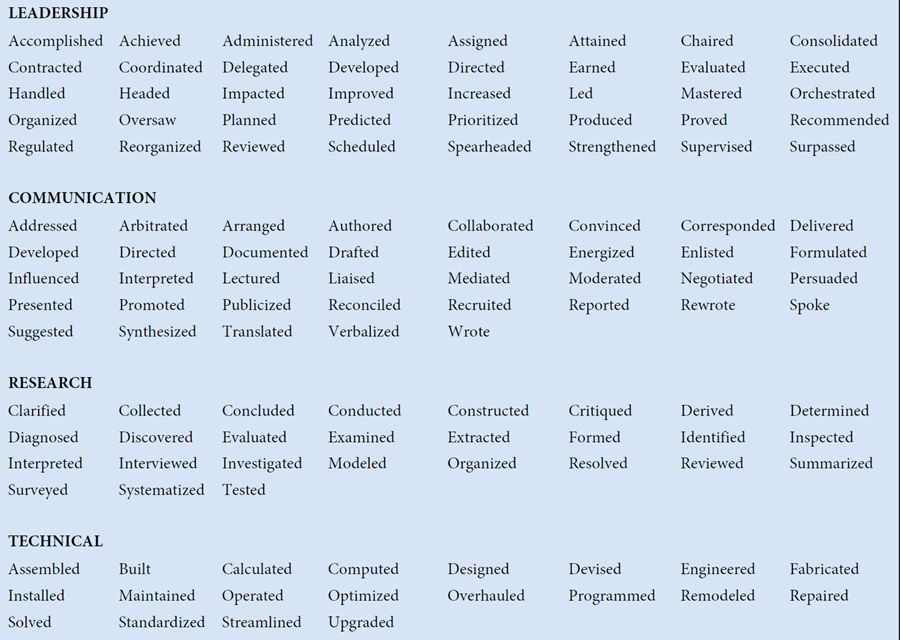 LEADERSHIP
Accomplished Achieved Administered Analyzed Assigned Attained Chaired Consolidated
Contracted Coordinated Delegated Developed Directed Earned Evaluated Executed
Handled Headed Impacted Improved Increased Led Mastered Orchestrated
Organized Oversaw Planned Predicted Prioritized Produced Proved Recommended
Regulated Reorganized Reviewed Scheduled Spearheaded Strengthened Supervised Surpassed
COMMUNICATION
Addressed Arbitrated Arranged Authored Collaborated Convinced Corresponded Delivered
Developed Directed Documented Drafted Edited Energized Enlisted Formulated
Influenced Interpreted Lectured Liaised Mediated Moderated Negotiated Persuaded
Presented Promoted Publicized Reconciled Recruited Reported Rewrote Spoke
Suggested Synthesized Translated Verbalized Wrote
RESEARCH
Clarified Collected Concluded Conducted Constructed Critiqued Derived Determined
Diagnosed Discovered Evaluated Examined Extracted Formed Identified Inspected
Interpreted Interviewed Investigated Modeled Organized Resolved Reviewed Summarized
Surveyed Systematized Tested
TECHNICAL
Assembled Built Calculated Computed Designed Devised Engineered Fabricated
Installed Maintained Operated Optimized Overhauled Programmed Remodeled Repaired
Solved Standardized Streamlined Upgraded